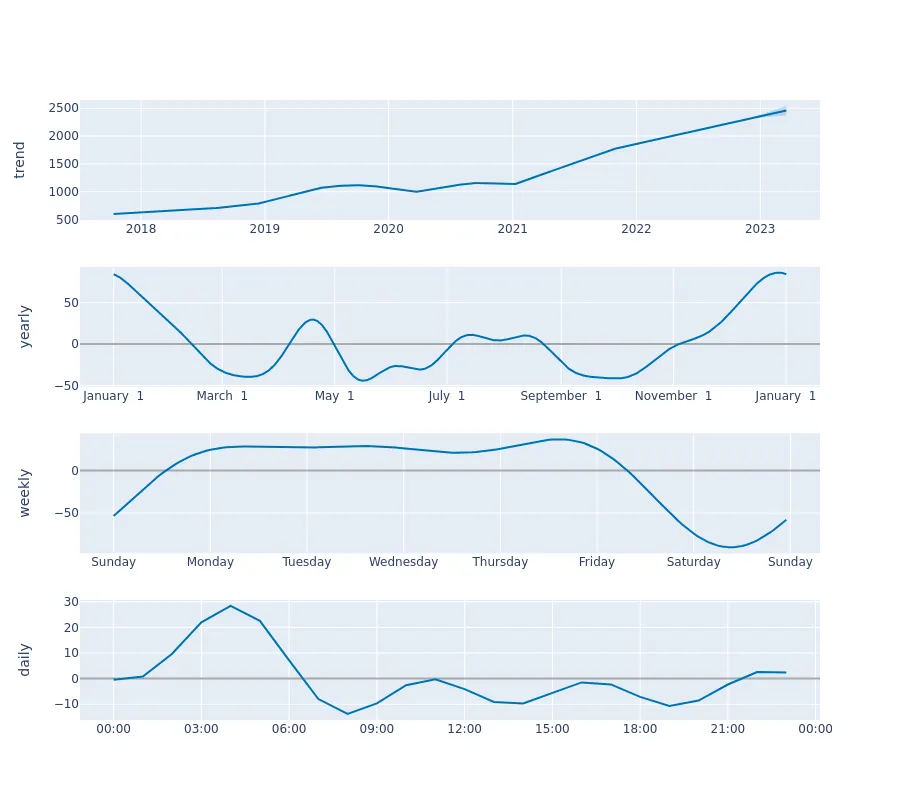 trend
2500
2000
1500
1000
500
2018 2019 2020 2021 2022 2023
yearly
50
0
−50
January 1 March 1 May 1 July 1 September 1 November 1 January 1
weekly
0
−50
Sunday Monday Tuesday Wednesday Thursday Friday Saturday Sunday
daily
30
20
10
0
−10
00:00 03:00 06:00 09:00 12:00 15:00 18:00 21:00 00:00